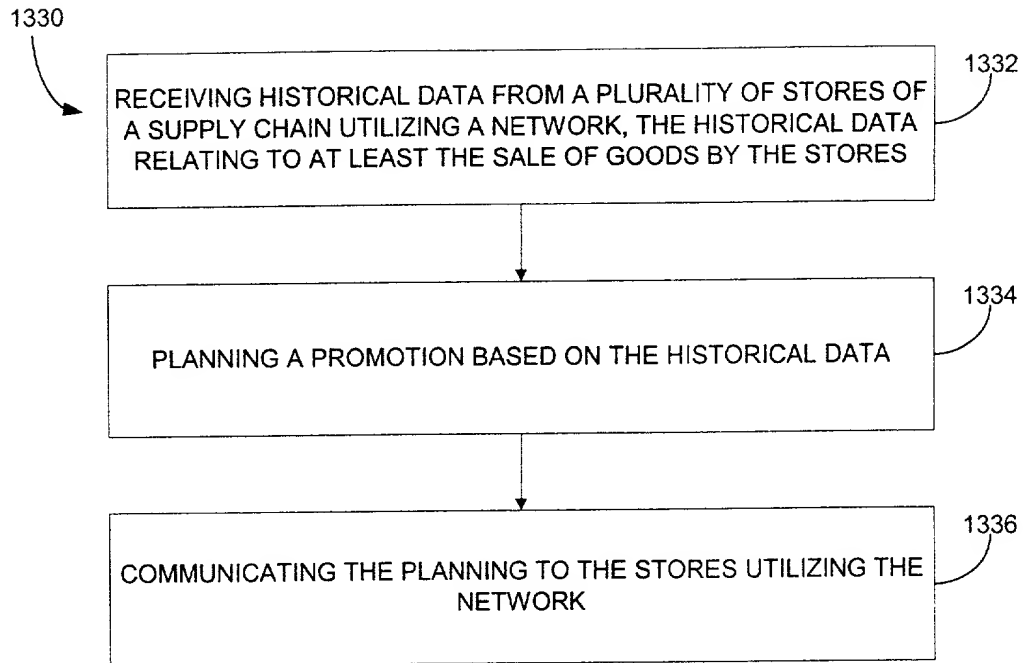 1330
1332
RECEIVING HISTORICAL DATA FROM A PLURALITY OF STORES OF
A SUPPLY CHAIN UTILIZING A NETWORK, THE HISTORICAL DATA
RELATING TO AT LEAST THE SALE OF GOODS BY THE STORES
1334
PLANNING A PROMOTION BASED ON THE HISTORICAL DATA
1336
COMMUNICATING THE PLANNING TO THE STORES UTILIZING THE
NETWORK